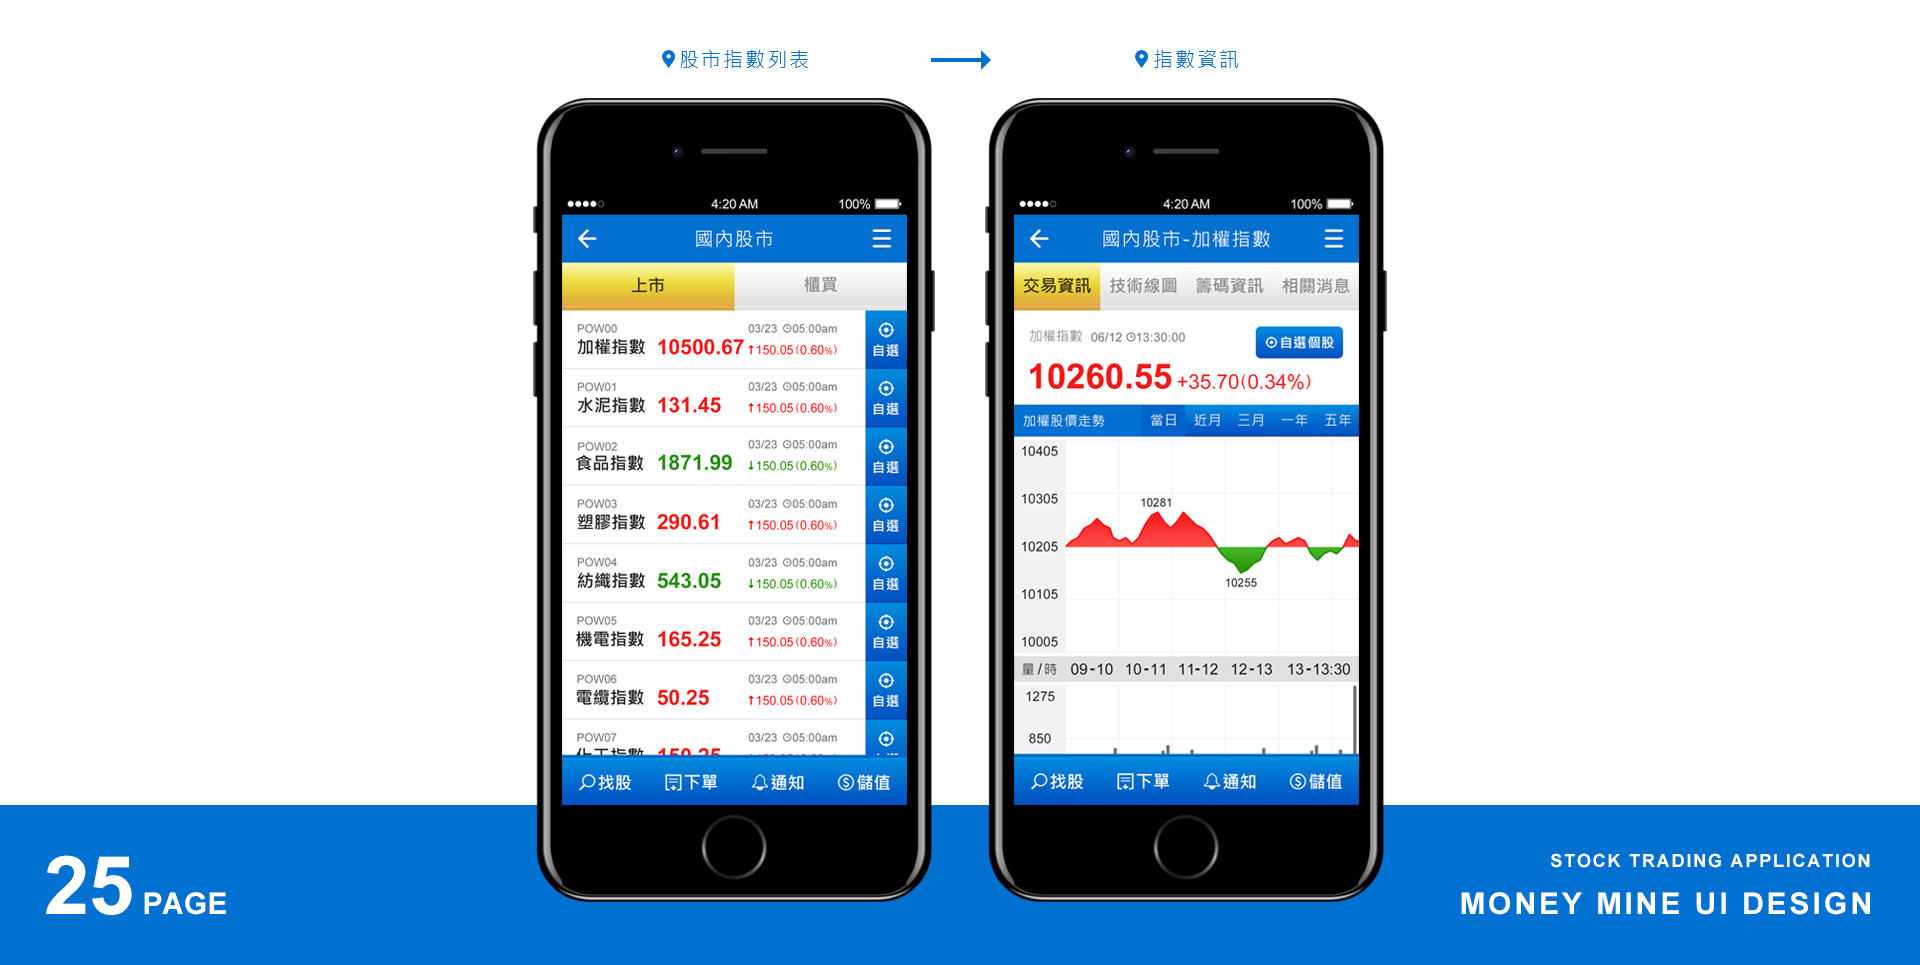 股市指數列表
指數資訊
4:20 AM 100%
國內股市
上市 櫃買
POW00 03/23 05:00am
加權指數 10500.67 ↑150.05(0.60%) 自選
POW01 03/23 05:00am
水泥指數 131.45 ↑150.05(0.60%) 自選
POW02 03/23 05:00am
食品指數 1871.99 ↓150.05(0.60%) 自選
POW03 03/23 05:00am
塑膠指數 290.61 ↑150.05(0.60%) 自選
POW04 03/23 05:00am
紡織指數 543.05 ↓150.05(0.60%) 自選
POW05 03/23 05:00am
機電指數 165.25 ↑150.05(0.60%) 自選
POW06 03/23 05:00am
電纜指數 50.25 ↑150.05(0.60%) 自選
POW07 03/23 05:00am
化工指數 150.25
找股 下單 通知 儲值
4:20 AM 100%
國內股市-加權指數
交易資訊 技術線圖 籌碼資訊 相關消息
加權指數 06/12 13:30:00 自選個股
10260.55 +35.70(0.34%)
加權股價走勢 當日 近月 三月 一年 五年
10405
10305
10281
10205
10255
10105
10005
量/時 09-10 10-11 11-12 12-13 13-13:30
1275
850
找股 下單 通知 儲值
25 PAGE
STOCK TRADING APPLICATION
MONEY MINE UI DESIGN